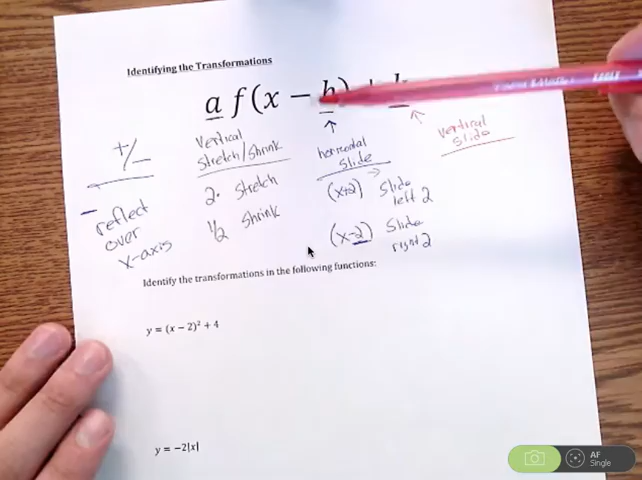 Identifying the Transformations
a f(x − h) + k
+/−
Vertical
Stretch/Shrink
horizontal
Slide
vertical
slide
− reflect
over
x-axis
2· Stretch
1/2 Shrink
(x+2) Slide
left 2
(x-2) Slide
right 2
Identify the transformations in the following functions:
y = (x − 2)² + 4
y = −2|x|
AF
Single